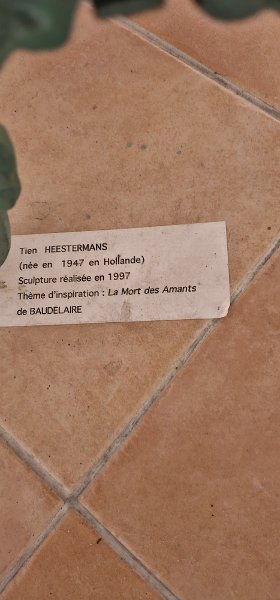 Tien HEESTERMANS
(née en 1947 en Hollande)
Sculpture réalisée en 1997
Thème d'inspiration : La Mort des Amants
de BAUDELAIRE